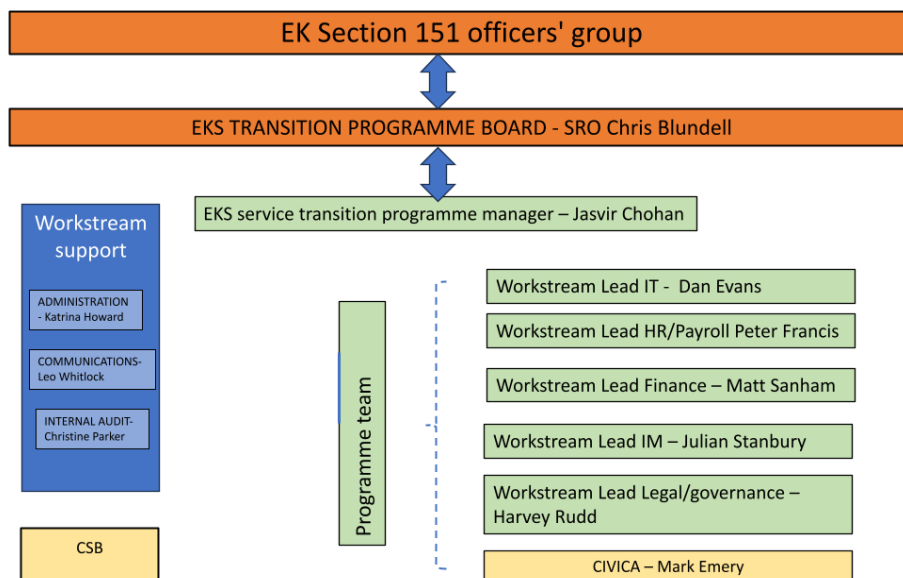 EK Section 151 officers' group
EKS TRANSITION PROGRAMME BOARD - SRO Chris Blundell
EKS service transition programme manager – Jasvir Chohan
Workstream
support
ADMINISTRATION
- Katrina Howard
COMMUNICATIONS-
Leo Whitlock
INTERNAL AUDIT-
Christine Parker
CSB
Programme team
Workstream Lead IT -  Dan Evans
Workstream Lead HR/Payroll Peter Francis
Workstream Lead Finance – Matt Sanham
Workstream Lead IM – Julian Stanbury
Workstream Lead Legal/governance –
Harvey Rudd
CIVICA – Mark Emery